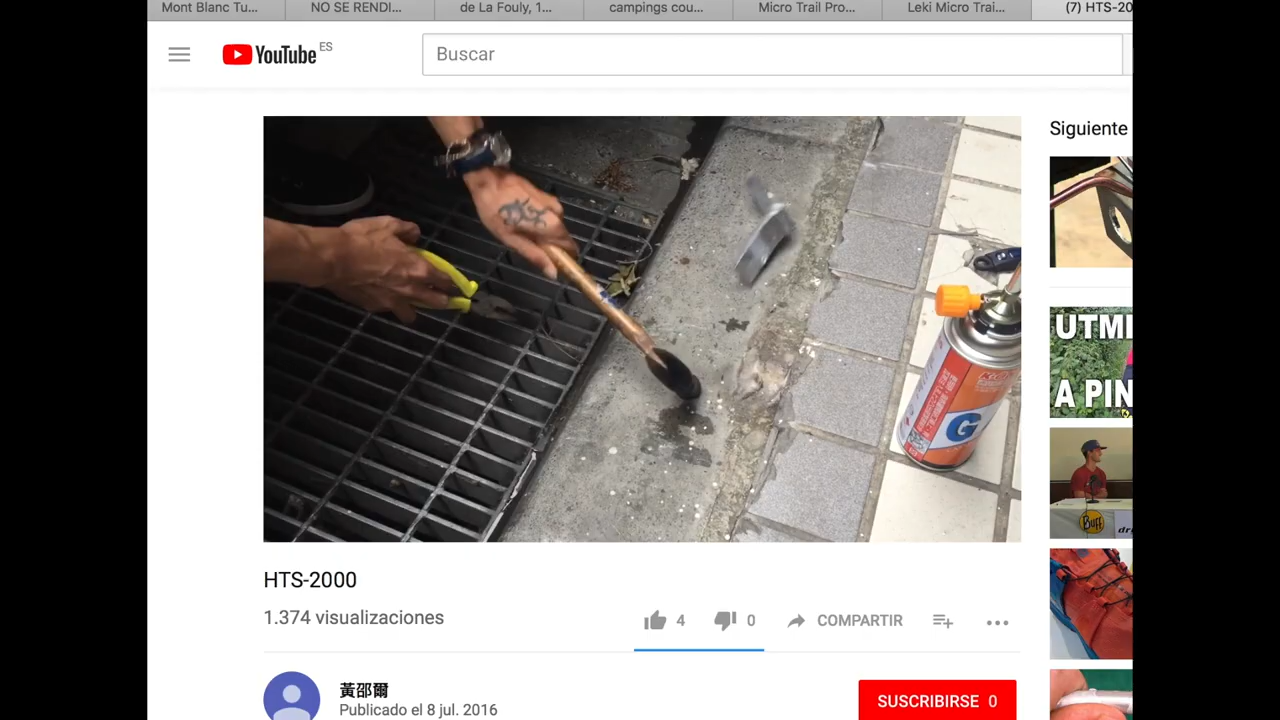 Mont Blanc Tu...
NO SE RENDI...
de La Fouly, 1...
campings cou...
Micro Trail Pro...
Leki Micro Trai...
(7) HTS-20
YouTube ES
Buscar
Siguiente
G
UTM
A PIN
BUFF
HTS-2000
1.374 visualizaciones
4
0
COMPARTIR
黃邵爾
Publicado el 8 jul. 2016
SUSCRIBIRSE 0